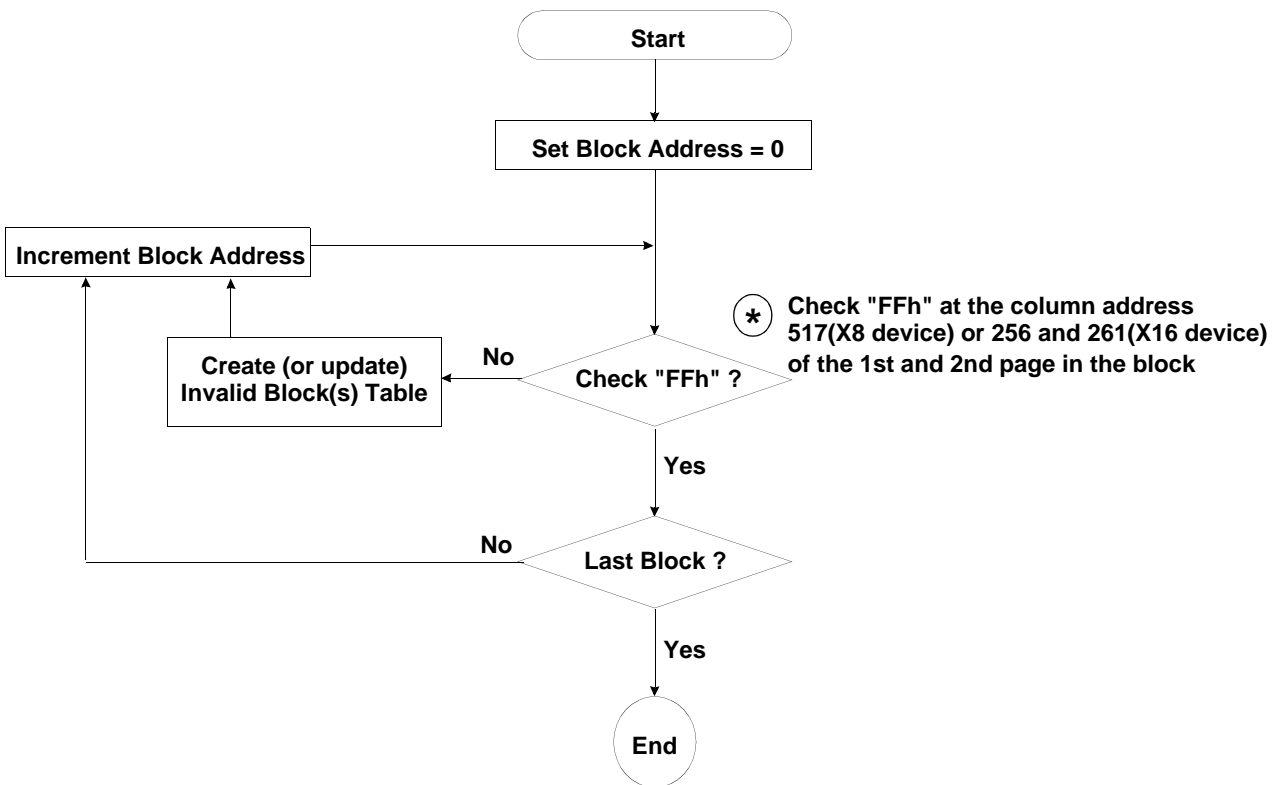 Start
Set Block Address = 0
Increment Block Address
*
Check "FFh" at the column address
517(X8 device) or 256 and 261(X16 device)
of the 1st and 2nd page in the block
Create (or update)
Invalid Block(s) Table
No
Check "FFh" ?
Yes
No
Last Block ?
Yes
End